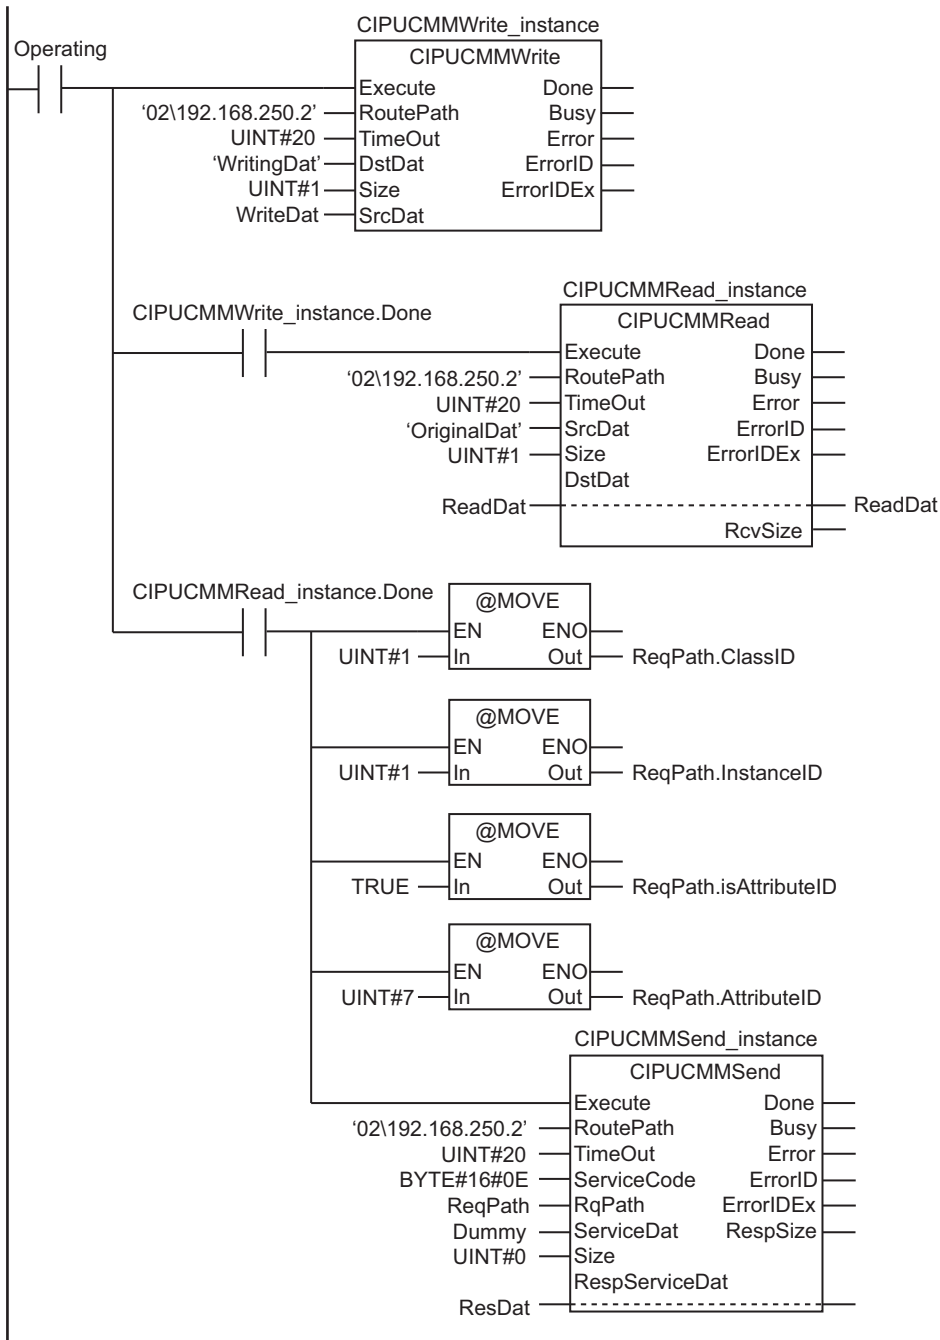 CIPUCMMWrite_instance
Operating
CIPUCMMWrite
Execute Done
‘02\192.168.250.2’ RoutePath Busy
UINT#20 TimeOut Error
‘WritingDat’ DstDat ErrorID
UINT#1 Size ErrorIDEx
WriteDat SrcDat
CIPUCMMRead_instance
CIPUCMMWrite_instance.Done
CIPUCMMRead
Execute Done
‘02\192.168.250.2’ RoutePath Busy
UINT#20 TimeOut Error
‘OriginalDat’ SrcDat ErrorID
UINT#1 Size ErrorIDEx
DstDat
ReadDat ReadDat
RcvSize
CIPUCMMRead_instance.Done
@MOVE
EN ENO
UINT#1 In Out ReqPath.ClassID
@MOVE
EN ENO
UINT#1 In Out ReqPath.InstanceID
@MOVE
EN ENO
TRUE In Out ReqPath.isAttributeID
@MOVE
EN ENO
UINT#7 In Out ReqPath.AttributeID
CIPUCMMSend_instance
CIPUCMMSend
Execute Done
‘02\192.168.250.2’ RoutePath Busy
UINT#20 TimeOut Error
BYTE#16#0E ServiceCode ErrorID
ReqPath RqPath ErrorIDEx
Dummy ServiceDat RespSize
UINT#0 Size
RespServiceDat
ResDat